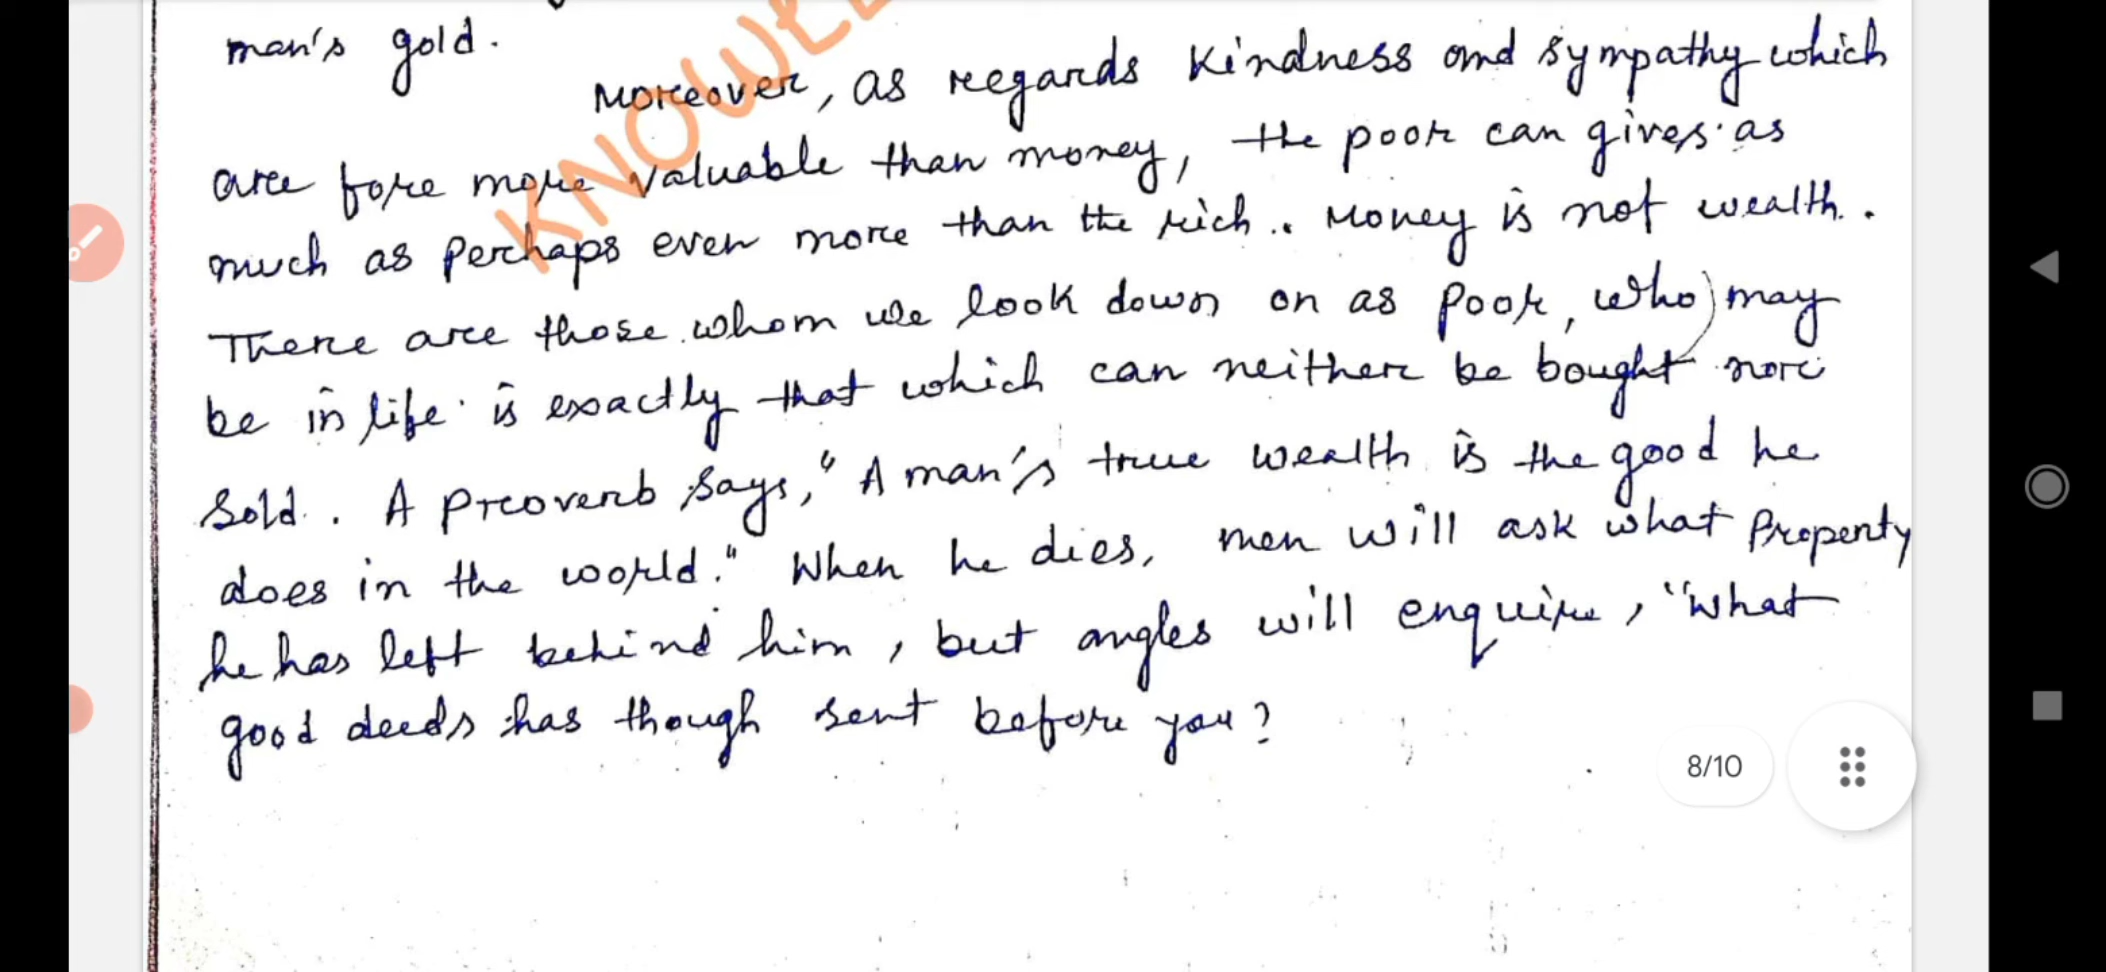 man's gold.
KNOWLE
Moreover, as regards kindness and sympathy which
are fore more valuable than money, the poor can gives as
much as perhaps even more than the rich.. Money is not wealth.
There are those whom we look down on as poor, who may
be in life is exactly that which can neither be bought nor
sold. A proverb says, "A man's true wealth is the good he
does in the world." When he dies, men will ask what Property
he has left behind him, but angles will enquire, "What
good deeds has though sent before you?
8/10